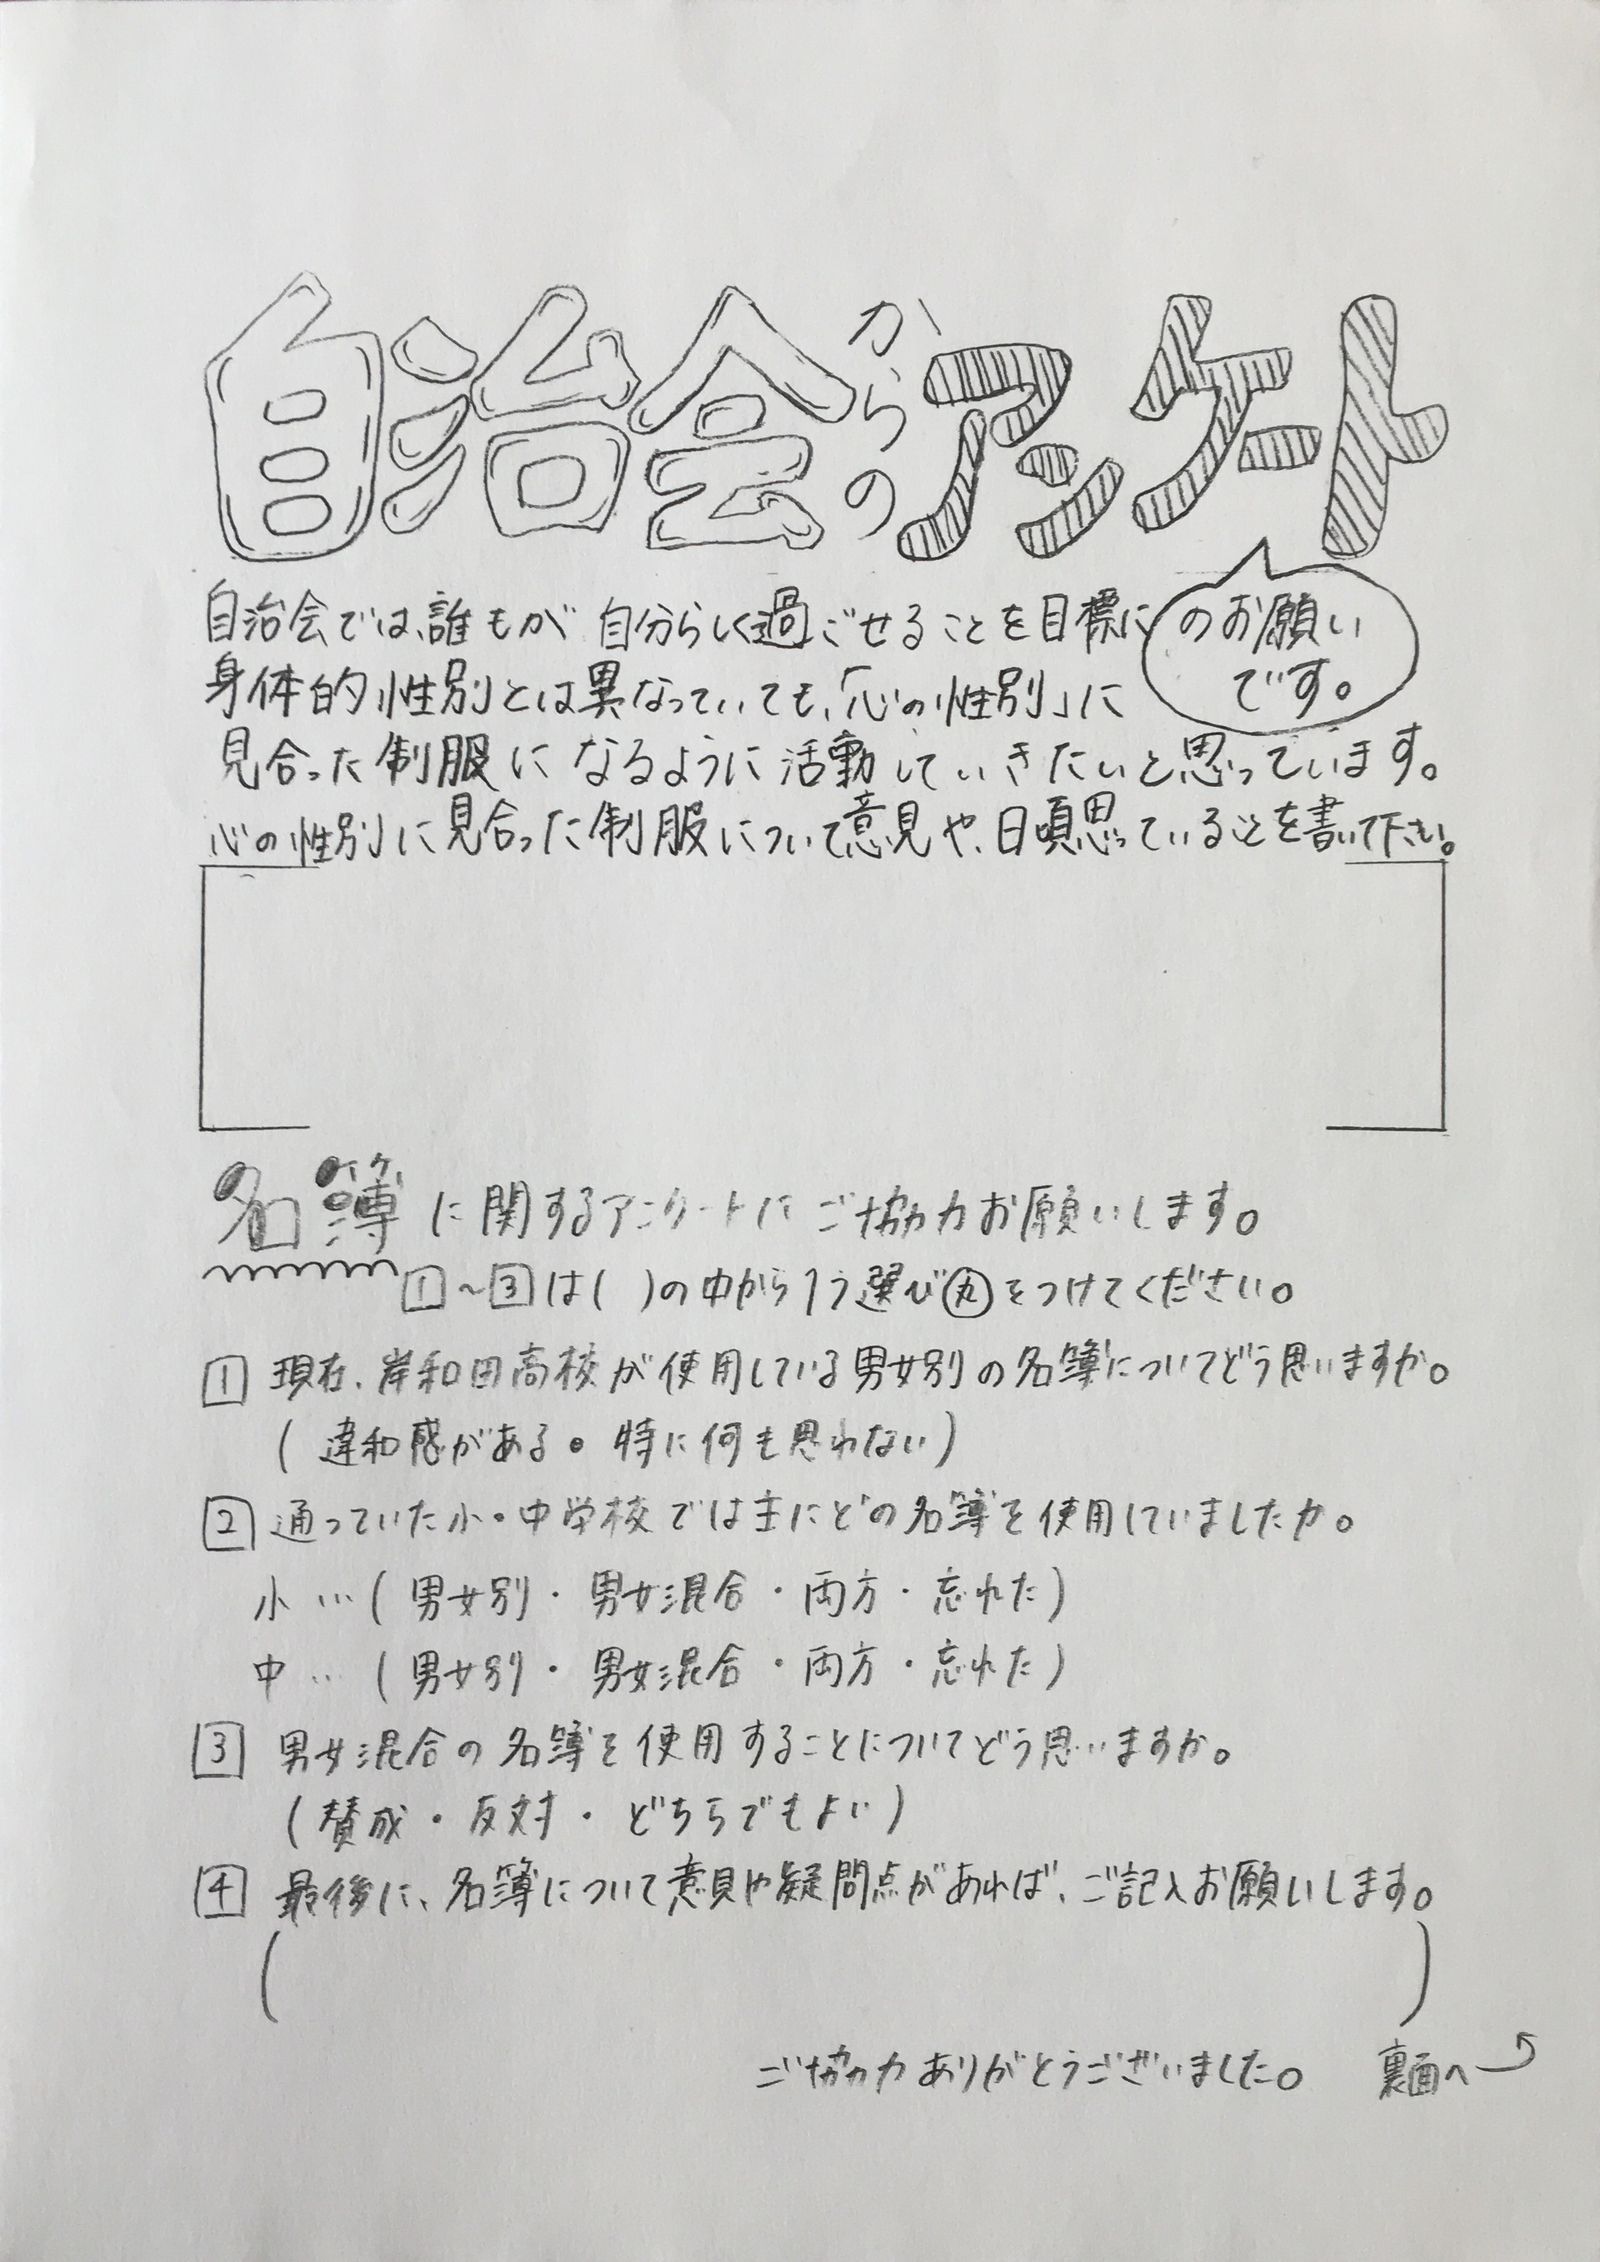 自治会からのアンケート
のお願い
です。
自治会では、誰もが自分らしく過ごせることを目標に
身体的性別とは異なっていても、「心の性別」に
見合った制服になるように活動していきたいと思っています。
心の性別に見合った制服について意見や、日頃思っていることを書いて下さい。
名簿に関するアンケートにご協力お願いします。
1~3は( )の中から1つ選び丸をつけてください。
1 現在、岸和田高校が使用している男女別の名簿についてどう思いますか。
(違和感がある・特に何も思わない)
2 通っていた小・中学校では主にどの名簿を使用していましたか。
小…(男女別・男女混合・両方・忘れた)
中…(男女別・男女混合・両方・忘れた)
3 男女混合の名簿を使用することについてどう思いますか。
(賛成・反対・どちらでもよい)
4 最後に、名簿について意見や疑問点があれば、ご記入お願いします。
( )
ご協力ありがとうございました。
裏面へ